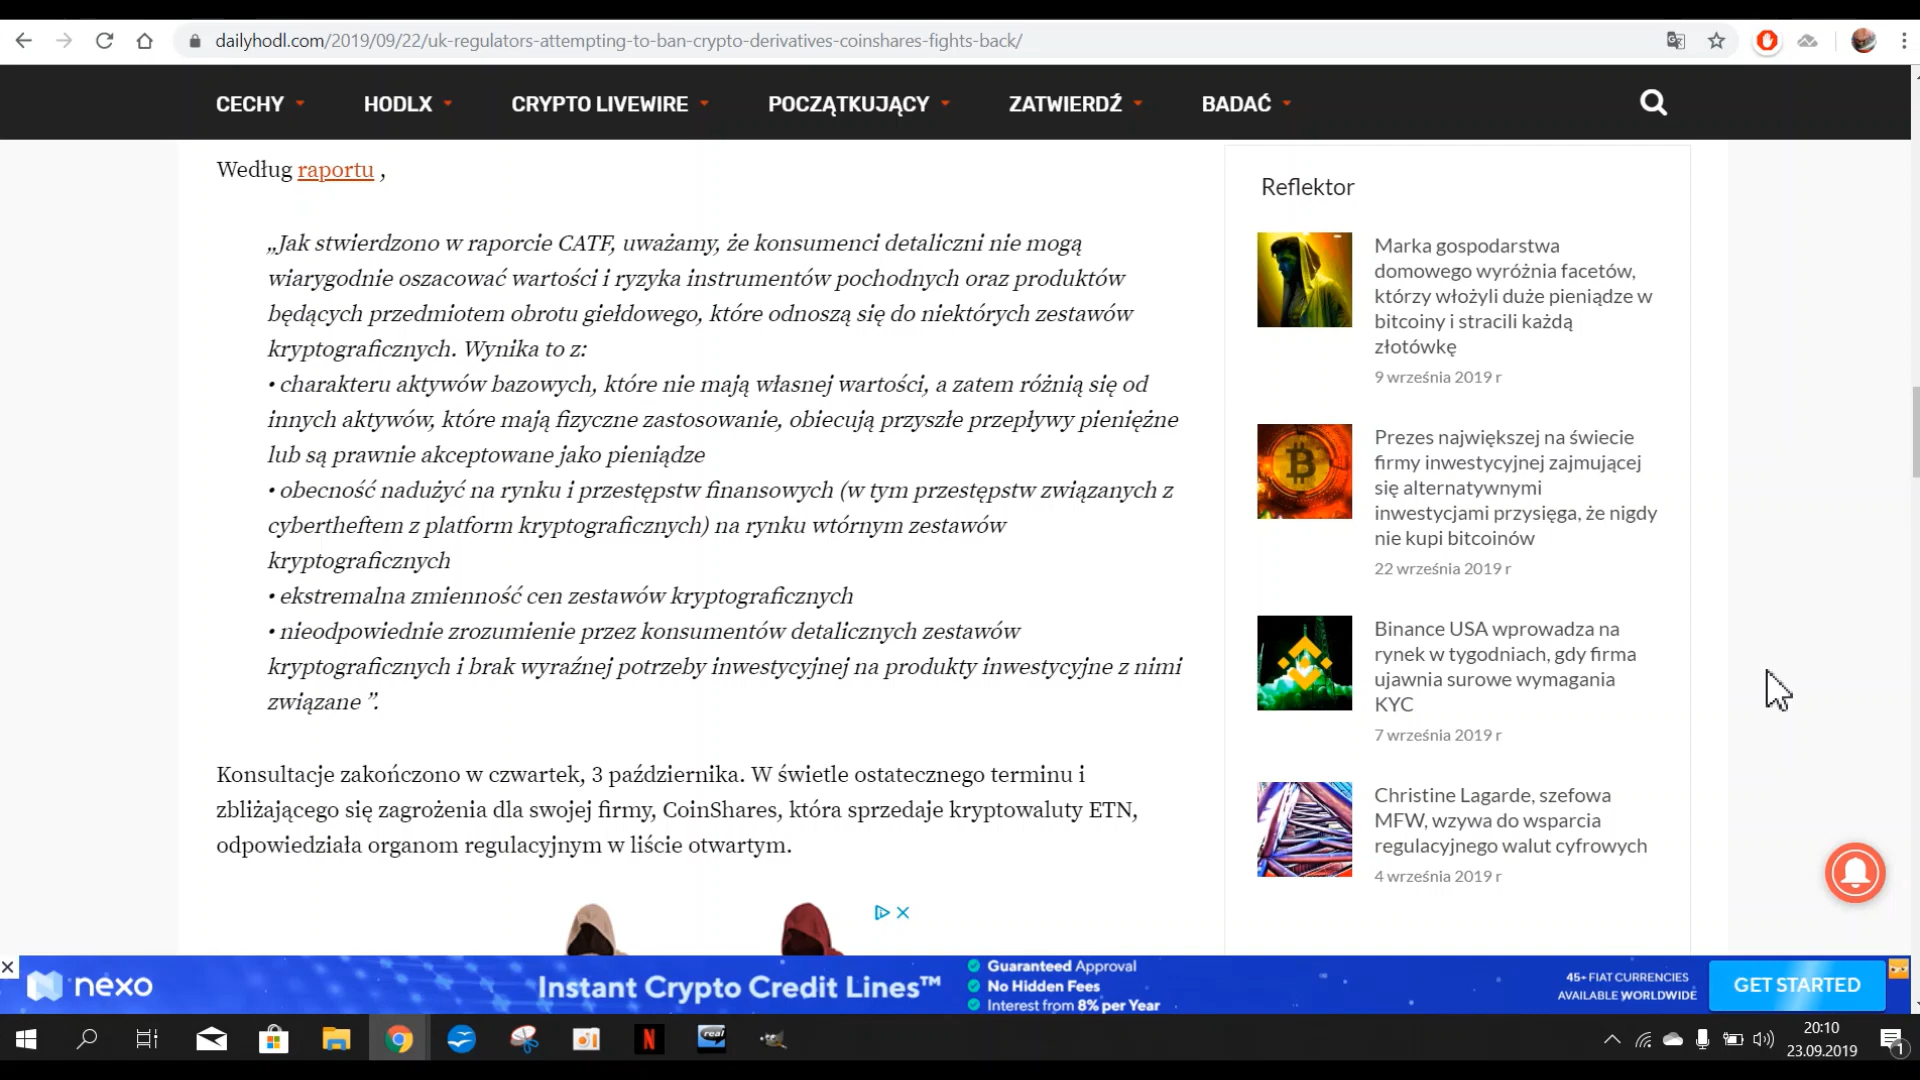 dailyhodl.com/2019/09/22/uk-regulators-attempting-to-ban-crypto-derivatives-coinshares-fights-back/
CECHY
HODLX
CRYPTO LIVEWIRE
POCZĄTKUJĄCY
ZATWIERDŹ
BADAĆ
Według raportu ,
„Jak stwierdzono w raporcie CATF, uważamy, że konsumenci detaliczni nie mogą
wiarygodnie oszacować wartości i ryzyka instrumentów pochodnych oraz produktów
będących przedmiotem obrotu giełdowego, które odnoszą się do niektórych zestawów
kryptograficznych. Wynika to z:
• charakteru aktywów bazowych, które nie mają własnej wartości, a zatem różnią się od
innych aktywów, które mają fizyczne zastosowanie, obiecują przyszłe przepływy pieniężne
lub są prawnie akceptowane jako pieniądze
• obecność nadużyć na rynku i przestępstw finansowych (w tym przestępstw związanych z
cybertheftem z platform kryptograficznych) na rynku wtórnym zestawów
kryptograficznych
• ekstremalna zmienność cen zestawów kryptograficznych
• nieodpowiednie zrozumienie przez konsumentów detalicznych zestawów
kryptograficznych i brak wyraźnej potrzeby inwestycyjnej na produkty inwestycyjne z nimi
związane ”.
Konsultacje zakończono w czwartek, 3 października. W świetle ostatecznego terminu i
zbliżającego się zagrożenia dla swojej firmy, CoinShares, która sprzedaje kryptowaluty ETN,
odpowiedziała organom regulacyjnym w liście otwartym.
Reflektor
Marka gospodarstwa
domowego wyróżnia facetów,
którzy włożyli duże pieniądze w
bitcoiny i stracili każdą
złotówkę
9 września 2019 r
Prezes największej na świecie
firmy inwestycyjnej zajmującej
się alternatywnymi
inwestycjami przysięga, że nigdy
nie kupi bitcoinów
22 września 2019 r
Binance USA wprowadza na
rynek w tygodniach, gdy firma
ujawnia surowe wymagania
KYC
7 września 2019 r
Christine Lagarde, szefowa
MFW, wzywa do wsparcia
regulacyjnego walut cyfrowych
4 września 2019 r
nexo
Instant Crypto Credit Lines™
Guaranteed Approval
No Hidden Fees
Interest from 8% per Year
45+ FIAT CURRENCIES
AVAILABLE WORLDWIDE
GET STARTED
real
20:10
23.09.2019
1